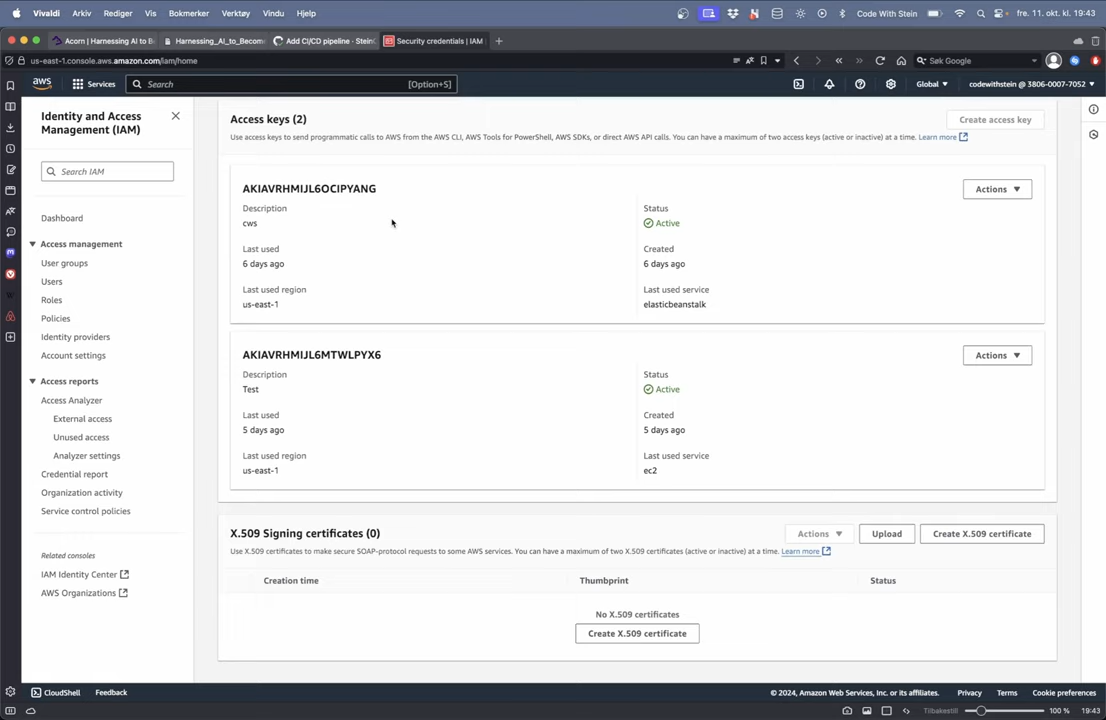 Vivaldi Arkiv Rediger Vis Bokmerker Verktøy Vindu Hjelp Code With Stein fre. 11. okt. kl. 19:43
Acorn | Harnessing AI to B Harnessing_AI_to_Becom Add CI/CD pipeline · Stein Security credentials | IAM
us-east-1.console.aws.amazon.com/iam/home Søk Google
aws Services Search [Option+S] Global codewithstein @ 3806-0007-7052
Identity and Access Management (IAM)
Search IAM
Dashboard
Access management
User groups
Users
Roles
Policies
Identity providers
Account settings
Access reports
Access Analyzer
External access
Unused access
Analyzer settings
Credential report
Organization activity
Service control policies
Related consoles
IAM Identity Center
AWS Organizations
Access keys (2) Create access key
Use access keys to send programmatic calls to AWS from the AWS CLI, AWS Tools for PowerShell, AWS SDKs, or direct AWS API calls. You can have a maximum of two access keys (active or inactive) at a time. Learn more
AKIAVRHMIJL6OCIPYANG Actions
Description Status
cws Active
Last used Created
6 days ago 6 days ago
Last used region Last used service
us-east-1 elasticbeanstalk
AKIAVRHMIJL6MTWLPYX6 Actions
Description Status
Test Active
Last used Created
5 days ago 5 days ago
Last used region Last used service
us-east-1 ec2
X.509 Signing certificates (0) Actions Upload Create X.509 certificate
Use X.509 certificates to make secure SOAP-protocol requests to some AWS services. You can have a maximum of two X.509 certificates (active or inactive) at a time. Learn more
Creation time Thumbprint Status
No X.509 certificates
Create X.509 certificate
CloudShell Feedback © 2024, Amazon Web Services, Inc. or its affiliates. Privacy Terms Cookie preferences
Tilbakestill 100 % 19:43